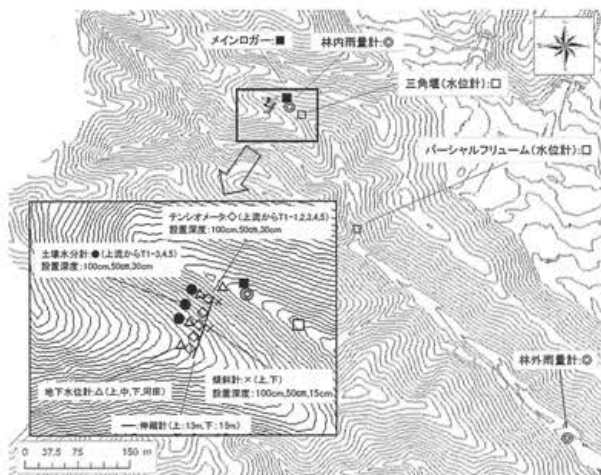 メインロガー:■
林内雨量計:◎
三角堰(水位計):□
パーシャルフリューム(水位計):□
テンシオメータ:◇(上流からT1-1,2,3,4,5)
設置深度:100cm,50cm,30cm
土壌水分計:●(上流からT1-3,4,5)
設置深度:100cm,50cm,30cm
地下水位計:△(上,中,下,河床)
傾斜計:×(上,下)
設置深度:100cm,50cm,15cm
━:伸縮計(上:13m,下:15m)
林外雨量計:◎
0 37.5 75 150 m